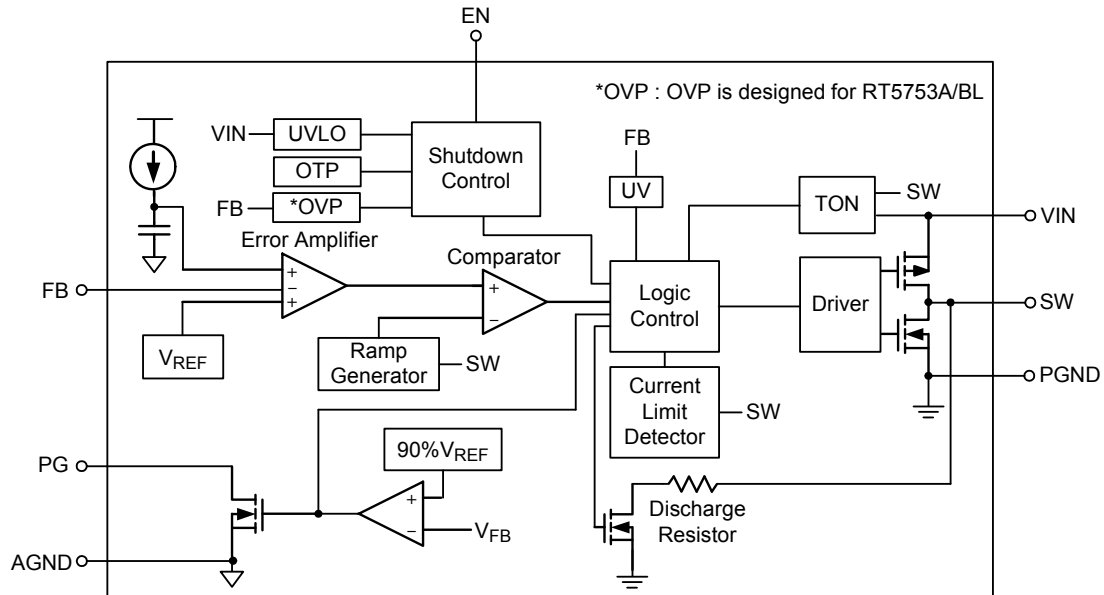 EN
*OVP : OVP is designed for RT5753A/BL
VIN
UVLO
OTP
FB
*OVP
Shutdown
Control
FB
UV
TON
SW
VIN
Error Amplifier
Comparator
FB
+
−
+
+
−
Logic
Control
Driver
SW
VREF
Ramp
Generator
SW
Current
Limit
Detector
SW
PGND
90%VREF
PG
+
−
VFB
Discharge
Resistor
AGND